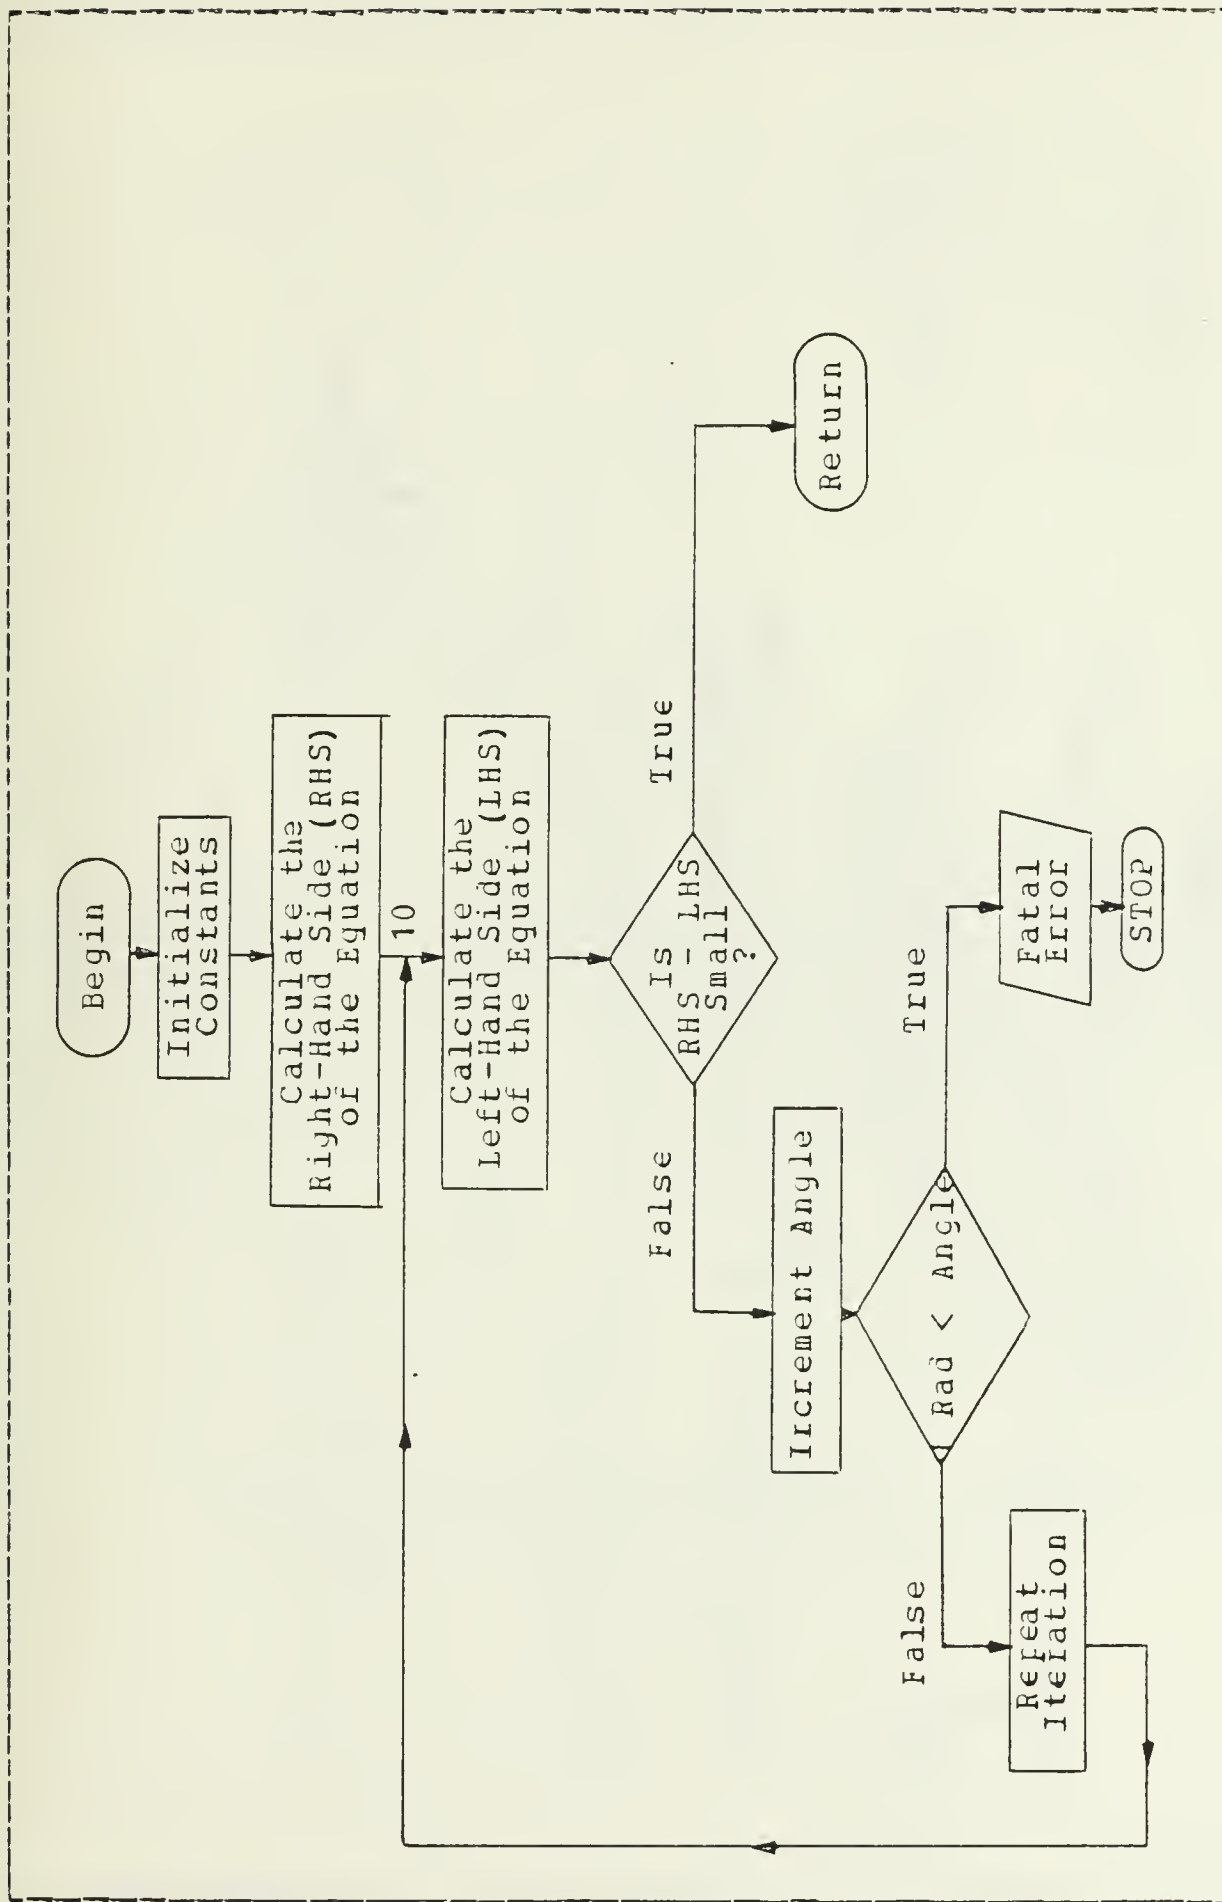 Begin
Initialize
Constants
Calculate the
Right-Hand Side (RHS)
of the Equation
10
Calculate the
Left-Hand Side (LHS)
of the Equation
Is
RHS - LHS
Small
?
False
True
Return
Increment Angle
Rad < Angle
False
True
Repeat
Iteration
Fatal
Error
STOP